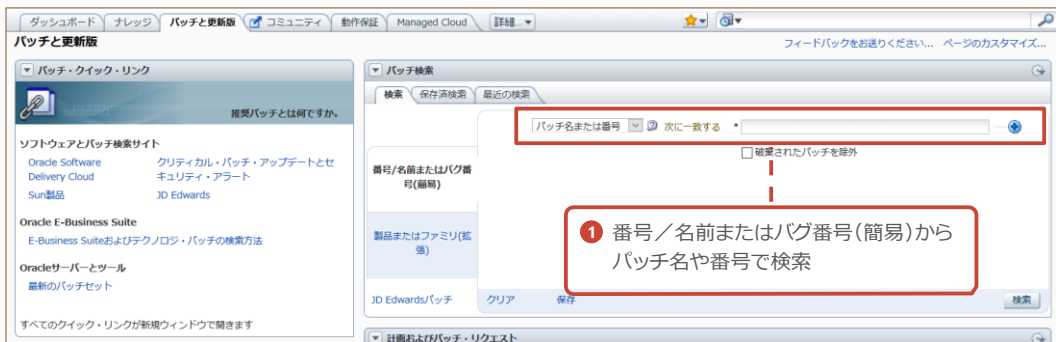 ダッシュボード ナレッジ パッチと更新版 コミュニティ 動作保証 Managed Cloud 詳細...
パッチと更新版
フィードバックをお送りください... ページのカスタマイズ...
パッチ・クイック・リンク
推奨パッチとは何ですか。
ソフトウェアとパッチ検索サイト
Oracle Software Delivery Cloud
クリティカル・パッチ・アップデートとセキュリティ・アラート
Sun製品
JD Edwards
Oracle E-Business Suite
E-Business Suiteおよびテクノロジ・パッチの検索方法
Oracleサーバーとツール
最新のパッチセット
すべてのクイック・リンクが新規ウィンドウで開きます
パッチ検索
検索 保存済検索 最近の検索
パッチ名または番号 次に一致する *
破棄されたパッチを除外
番号/名前またはバグ番号(簡易)
製品またはファミリ(拡張)
JD Edwardsパッチ
1 番号／名前またはバグ番号（簡易）から
パッチ名や番号で検索
クリア 保存 検索
計画およびパッチ・リクエスト